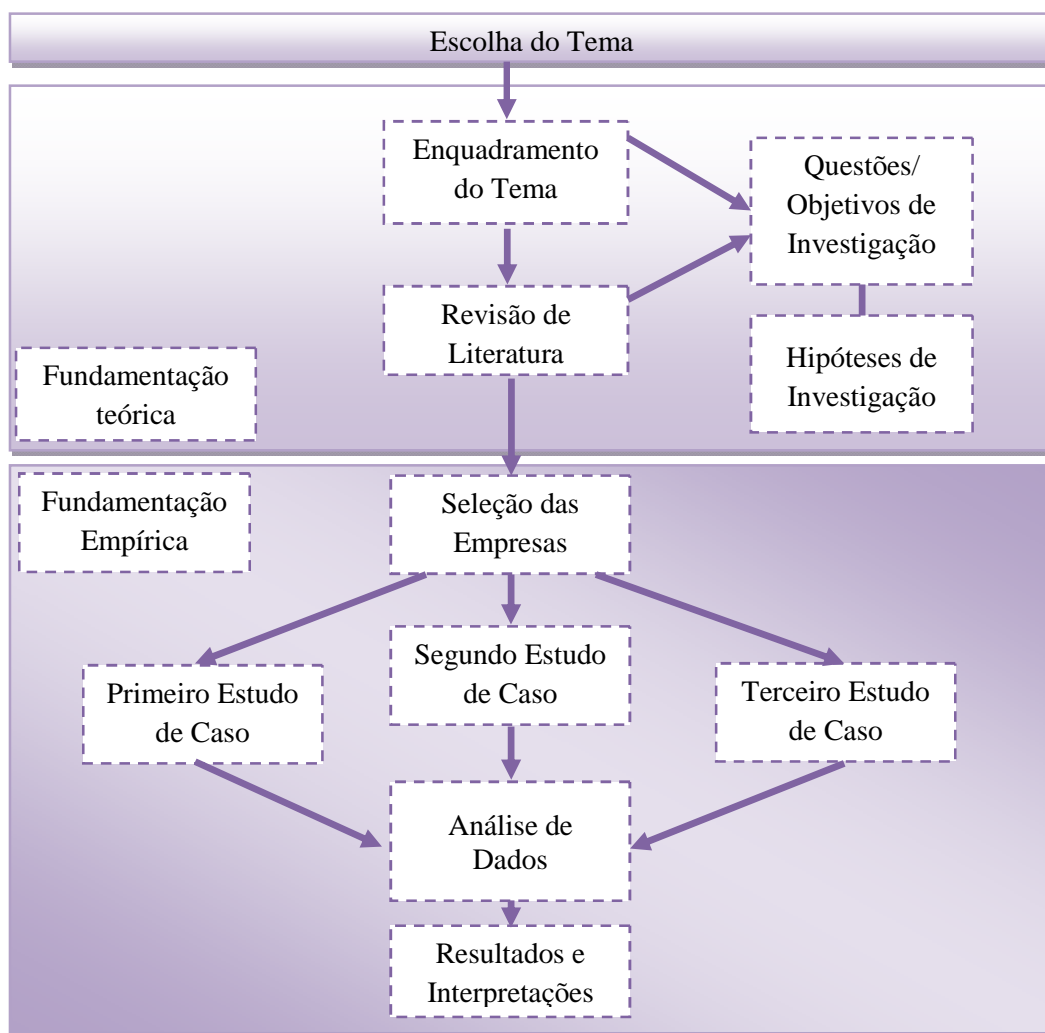 Escolha do Tema
Enquadramento
do Tema
Questões/
Objetivos de
Investigação
Revisão de
Literatura
Hipóteses de
Investigação
Fundamentação
teórica
Fundamentação
Empírica
Seleção das
Empresas
Primeiro Estudo
de Caso
Segundo Estudo
de Caso
Terceiro Estudo
de Caso
Análise de
Dados
Resultados e
Interpretações